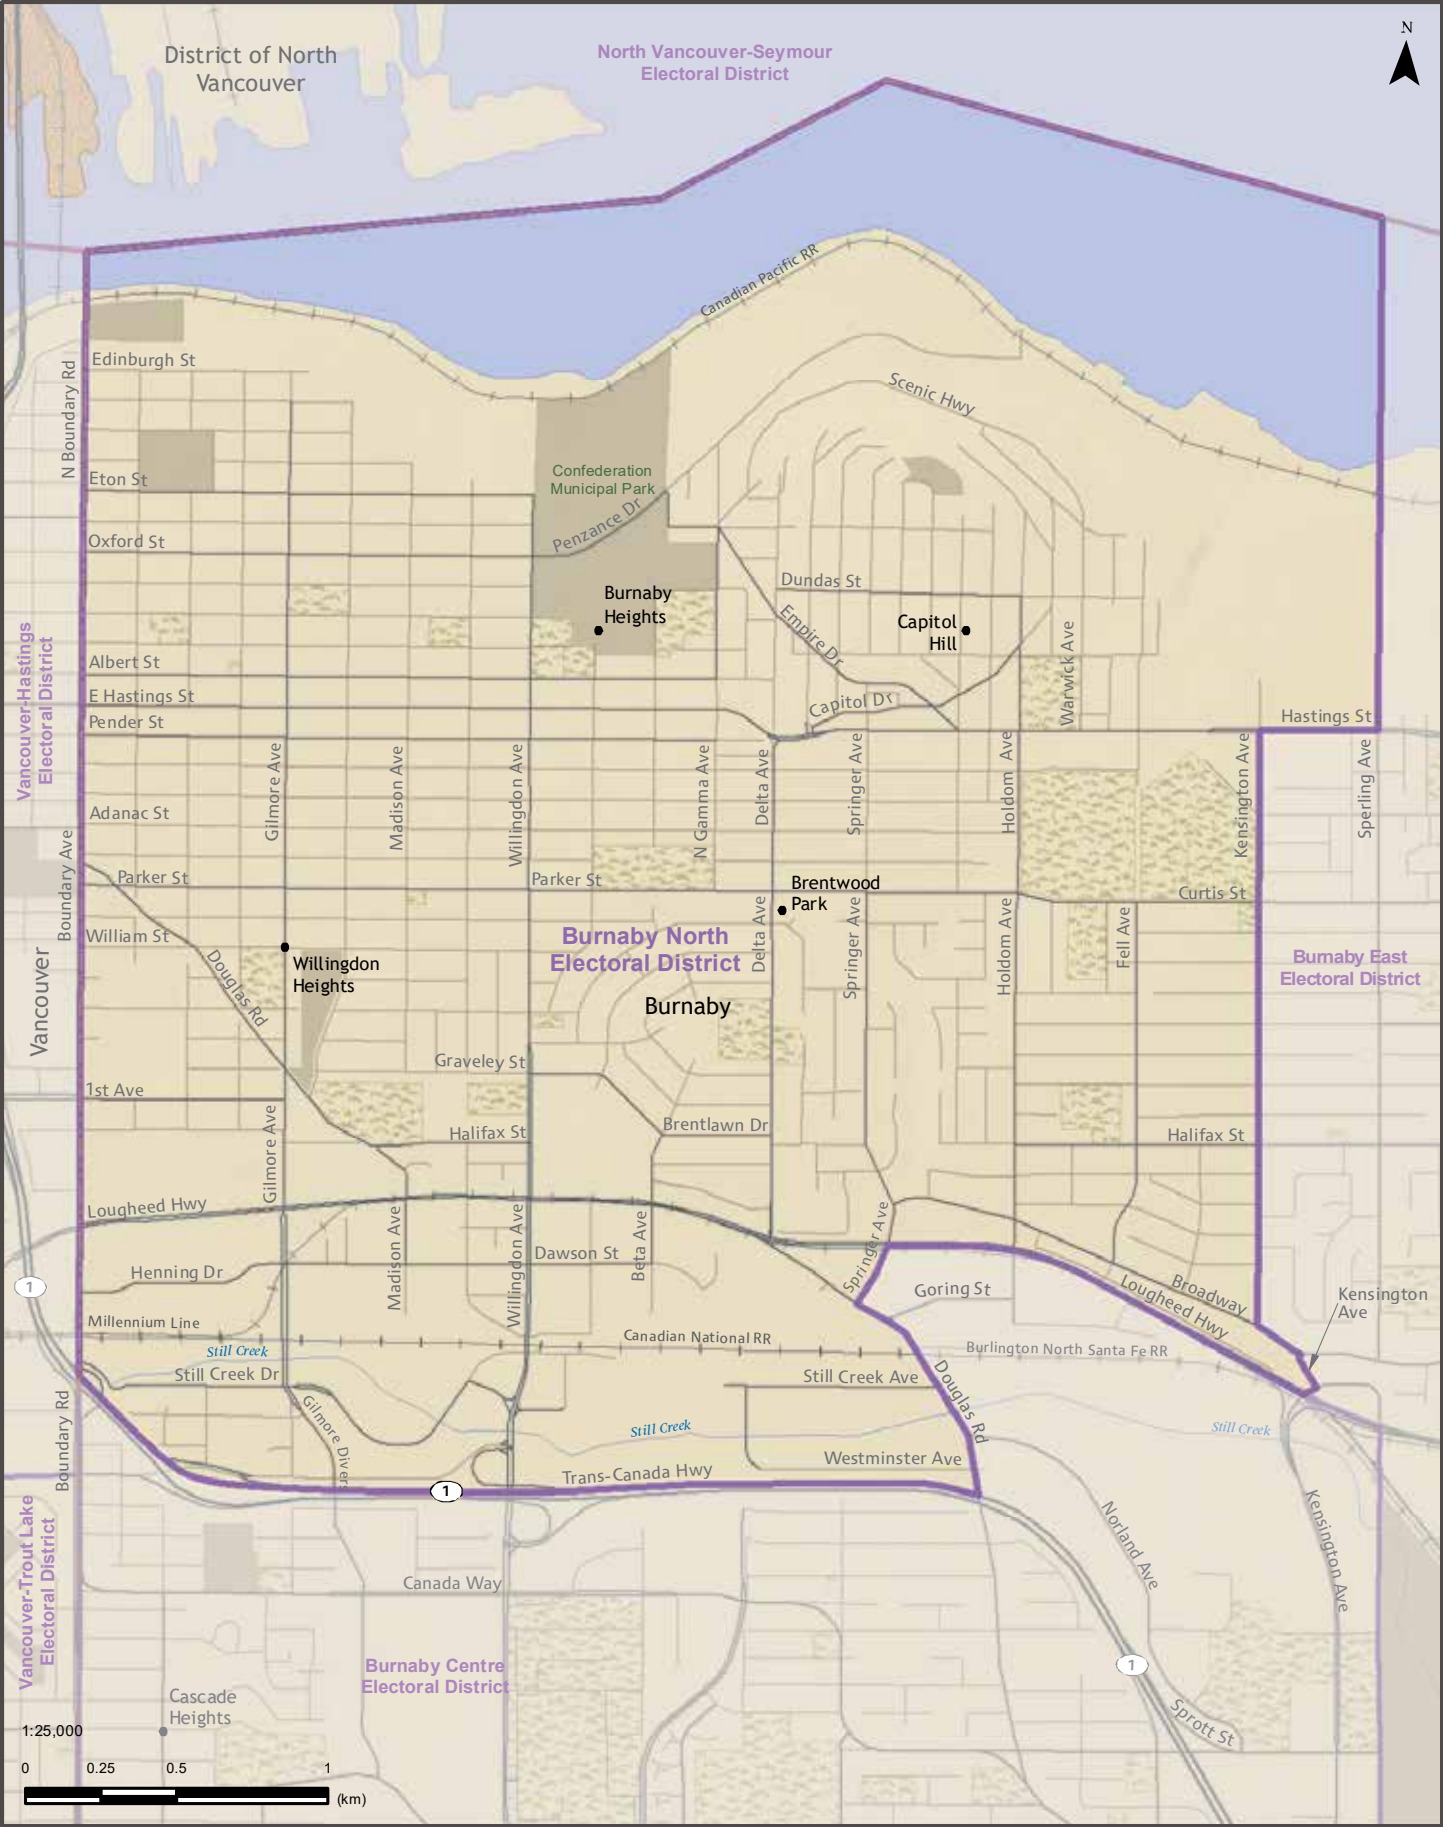 N
District of North
Vancouver
North Vancouver-Seymour
Electoral District
Canadian Pacific RR
Edinburgh St
N Boundary Rd
Scenic Hwy
Confederation
Municipal Park
Eton St
Penzance Dr
Oxford St
Dundas St
Burnaby
Heights
Empire Dr
Capitol
Hill
Warwick Ave
Vancouver-Hastings
Electoral District
Albert St
E Hastings St
Pender St
Capitol Dr
Hastings St
Gilmore Ave
Madison Ave
Willingdon Ave
N Gamma Ave
Delta Ave
Springer Ave
Holdom Ave
Kensington Ave
Sperling Ave
Adanac St
Boundary Ave
Parker St
Parker St
Brentwood
Park
Curtis St
William St
Burnaby North
Electoral District
Delta Ave
Springer Ave
Holdom Ave
Fell Ave
Burnaby East
Electoral District
Vancouver
Douglas Rd
Willingdon
Heights
Burnaby
Graveley St
1st Ave
Gilmore Ave
Halifax St
Brentlawn Dr
Halifax St
Lougheed Hwy
Madison Ave
Willingdon Ave
Beta Ave
Springer Ave
Dawson St
Henning Dr
1
Goring St
Broadway
Lougheed Hwy
Kensington
Ave
Millennium Line
Canadian National RR
Burlington North Santa Fe RR
Still Creek
Still Creek Dr
Still Creek Ave
Douglas Rd
Boundary Rd
Gilmore Divers
Still Creek
Still Creek
Westminster Ave
Trans-Canada Hwy
1
Vancouver-Trout Lake
Electoral District
Norland Ave
Kensington Ave
Canada Way
Burnaby Centre
Electoral District
1
Cascade
Heights
Sprott St
1:25,000
0 0.25 0.5 1
(km)